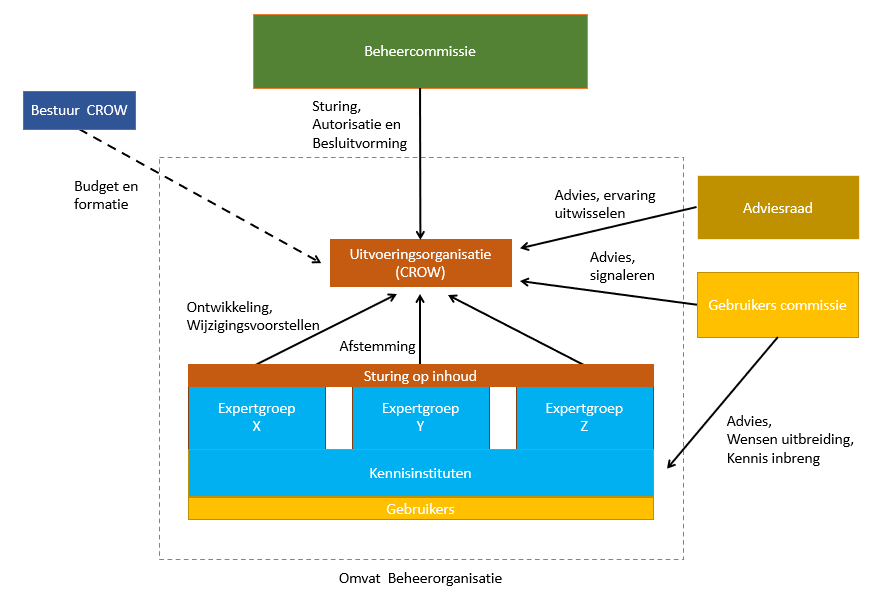 Beheercommissie
Bestuur CROW
Sturing,
Autorisatie en
Besluitvorming
Budget en
formatie
Advies, ervaring
uitwisselen
Adviesraad
Uitvoeringsorganisatie
(CROW)
Advies,
signaleren
Gebruikers commissie
Ontwikkeling,
Wijzigingsvoorstellen
Afstemming
Sturing op inhoud
Expertgroep
X
Expertgroep
Y
Expertgroep
Z
Advies,
Wensen uitbreiding,
Kennis inbreng
Kennisinstituten
Gebruikers
Omvat Beheerorganisatie